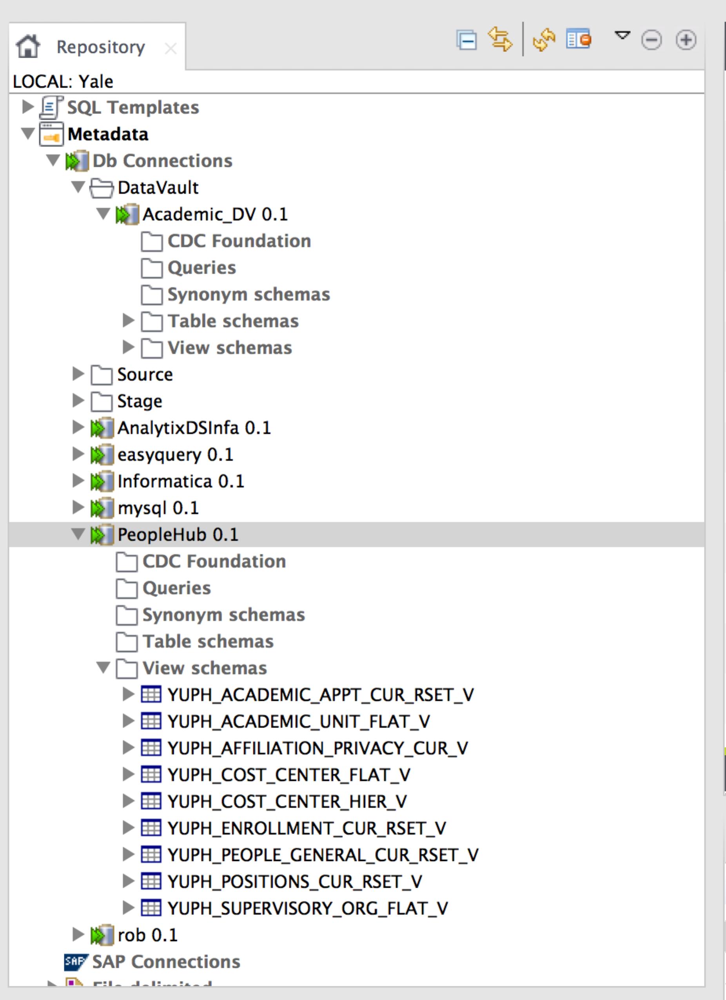 Repository
LOCAL: Yale
SQL Templates
Metadata
Db Connections
DataVault
Academic_DV 0.1
CDC Foundation
Queries
Synonym schemas
Table schemas
View schemas
Source
Stage
AnalytixDSInfa 0.1
easyquery 0.1
Informatica 0.1
mysql 0.1
PeopleHub 0.1
CDC Foundation
Queries
Synonym schemas
Table schemas
View schemas
YUPH_ACADEMIC_APPT_CUR_RSET_V
YUPH_ACADEMIC_UNIT_FLAT_V
YUPH_AFFILIATION_PRIVACY_CUR_V
YUPH_COST_CENTER_FLAT_V
YUPH_COST_CENTER_HIER_V
YUPH_ENROLLMENT_CUR_RSET_V
YUPH_PEOPLE_GENERAL_CUR_RSET_V
YUPH_POSITIONS_CUR_RSET_V
YUPH_SUPERVISORY_ORG_FLAT_V
rob 0.1
SAP SAP Connections
File delimited